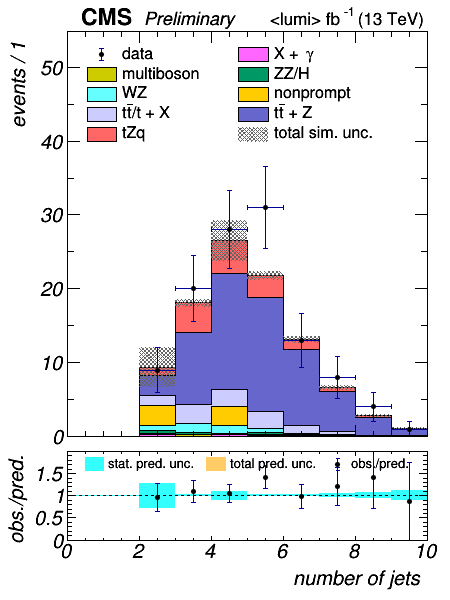 CMS Preliminary <lumi> fb⁻¹ (13 TeV)
events / 1
data
X + γ
multiboson
ZZ/H
WZ
nonprompt
tt̄/t + X
tt̄ + Z
tZq
total sim. unc.
50
40
30
20
10
0
obs./pred.
stat. pred. unc.
total pred. unc.
obs./pred.
1.5
1
0.5
0
0 2 4 6 8 10
number of jets